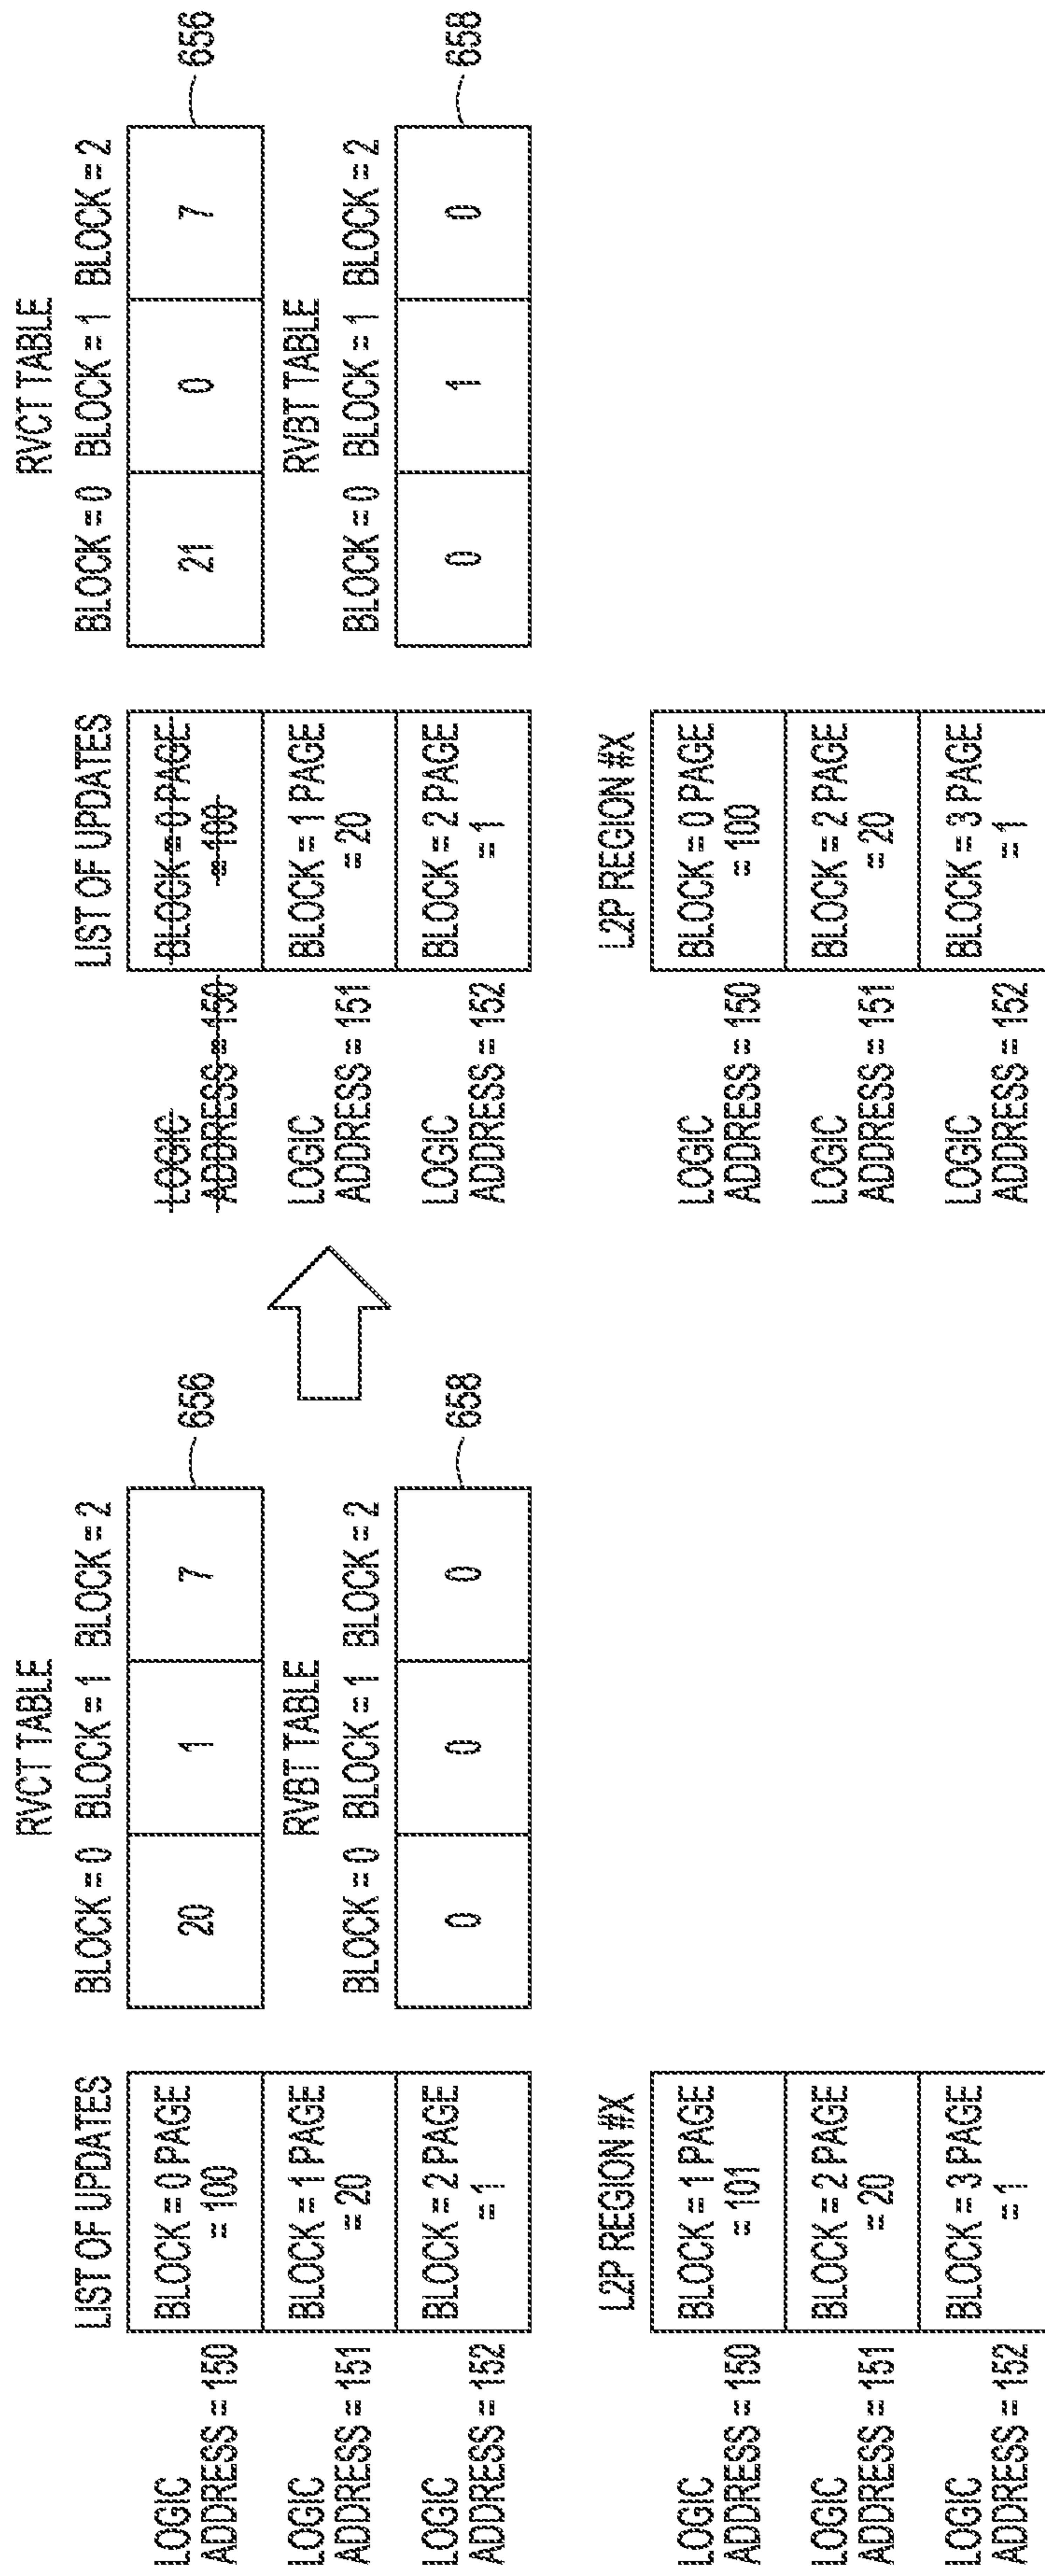 LIST OF UPDATES
LOGIC
ADDRESS = 150
BLOCK = 0 PAGE
= 100
LOGIC
ADDRESS = 151
BLOCK = 1 PAGE
= 20
LOGIC
ADDRESS = 152
BLOCK = 2 PAGE
= 1
L2P REGION #X
LOGIC
ADDRESS = 150
BLOCK = 1 PAGE
= 101
LOGIC
ADDRESS = 151
BLOCK = 2 PAGE
= 20
LOGIC
ADDRESS = 152
BLOCK = 3 PAGE
= 1
RVCT TABLE
BLOCK = 0 BLOCK = 1 BLOCK = 2
20 1 7
656
RVBT TABLE
BLOCK = 0 BLOCK = 1 BLOCK = 2
0 0 0
658
LIST OF UPDATES
LOGIC
ADDRESS = 150
BLOCK = 0 PAGE
= 100
LOGIC
ADDRESS = 151
BLOCK = 1 PAGE
= 20
LOGIC
ADDRESS = 152
BLOCK = 2 PAGE
= 1
L2P REGION #X
LOGIC
ADDRESS = 150
BLOCK = 0 PAGE
= 100
LOGIC
ADDRESS = 151
BLOCK = 2 PAGE
= 20
LOGIC
ADDRESS = 152
BLOCK = 3 PAGE
= 1
RVCT TABLE
BLOCK = 0 BLOCK = 1 BLOCK = 2
21 0 7
656
RVBT TABLE
BLOCK = 0 BLOCK = 1 BLOCK = 2
0 1 0
658